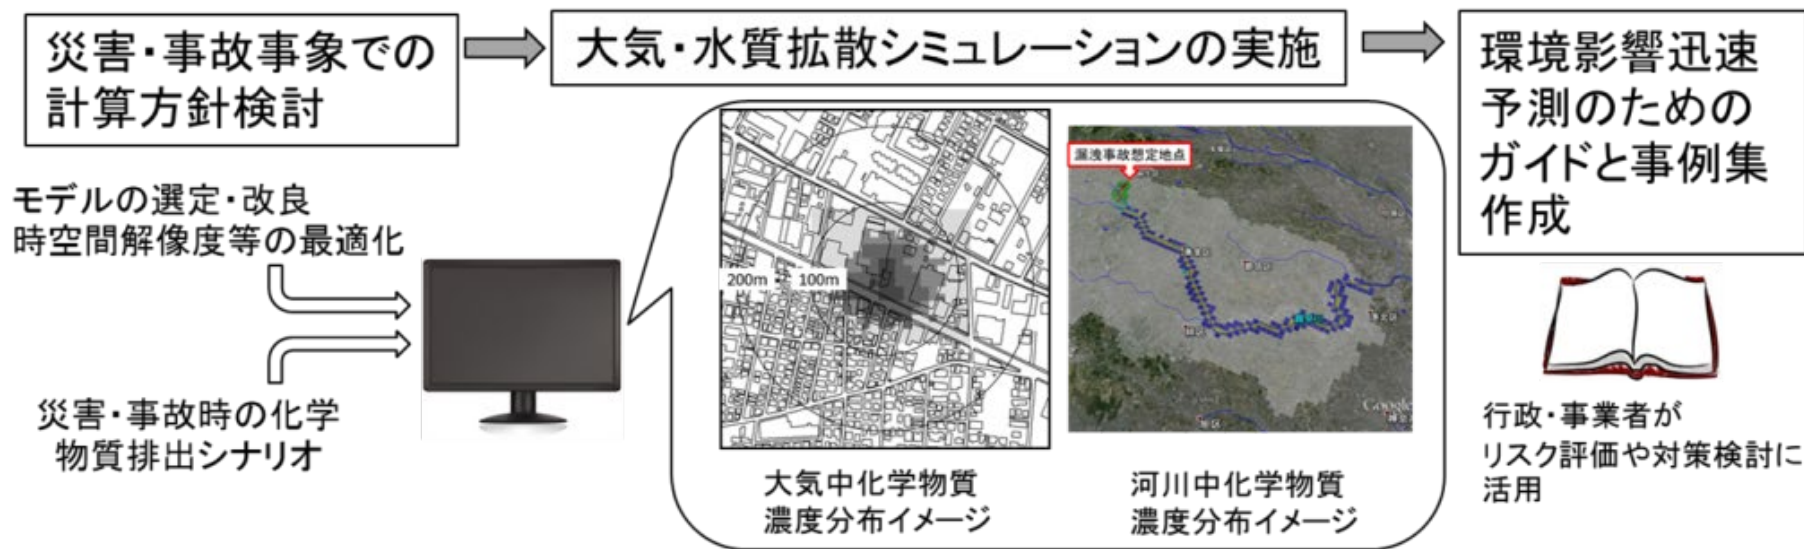 災害・事故事象での
計算方針検討
大気・水質拡散シミュレーションの実施
環境影響迅速
予測のための
ガイドと事例集
作成
モデルの選定・改良
時空間解像度等の最適化
災害・事故時の化学
物質排出シナリオ
200m
100m
漏洩事故想定地点
Google
大気中化学物質
濃度分布イメージ
河川中化学物質
濃度分布イメージ
行政・事業者が
リスク評価や対策検討に
活用